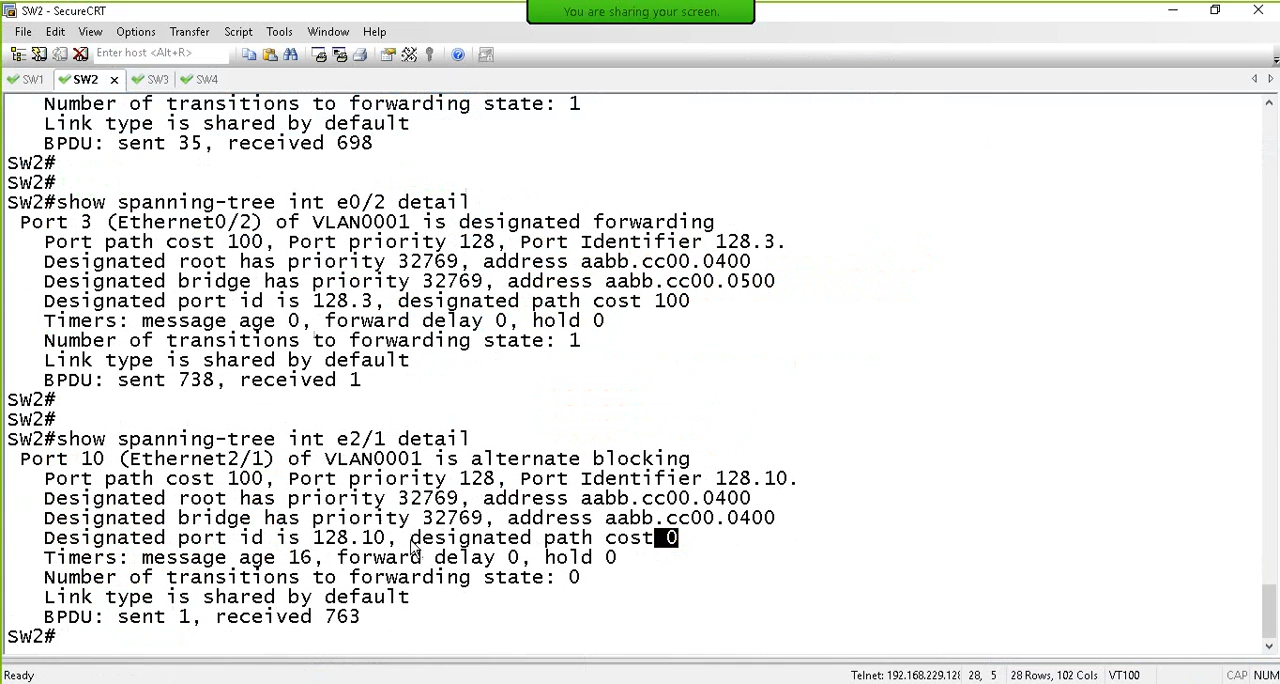 SW2 - SecureCRT
You are sharing your screen.
File Edit View Options Transfer Script Tools Window Help
Enter host <Alt+R>
SW1 SW2 SW3 SW4
Number of transitions to forwarding state: 1
Link type is shared by default
BPDU: sent 35, received 698
SW2#
SW2#
SW2#show spanning-tree int e0/2 detail
Port 3 (Ethernet0/2) of VLAN0001 is designated forwarding
Port path cost 100, Port priority 128, Port Identifier 128.3.
Designated root has priority 32769, address aabb.cc00.0400
Designated bridge has priority 32769, address aabb.cc00.0500
Designated port id is 128.3, designated path cost 100
Timers: message age 0, forward delay 0, hold 0
Number of transitions to forwarding state: 1
Link type is shared by default
BPDU: sent 738, received 1
SW2#
SW2#
SW2#show spanning-tree int e2/1 detail
Port 10 (Ethernet2/1) of VLAN0001 is alternate blocking
Port path cost 100, Port priority 128, Port Identifier 128.10.
Designated root has priority 32769, address aabb.cc00.0400
Designated bridge has priority 32769, address aabb.cc00.0400
Designated port id is 128.10, designated path cost 0
Timers: message age 16, forward delay 0, hold 0
Number of transitions to forwarding state: 0
Link type is shared by default
BPDU: sent 1, received 763
SW2#
Ready Telnet: 192.168.229.12 28, 5 28 Rows, 102 Cols VT100 CAP NUM